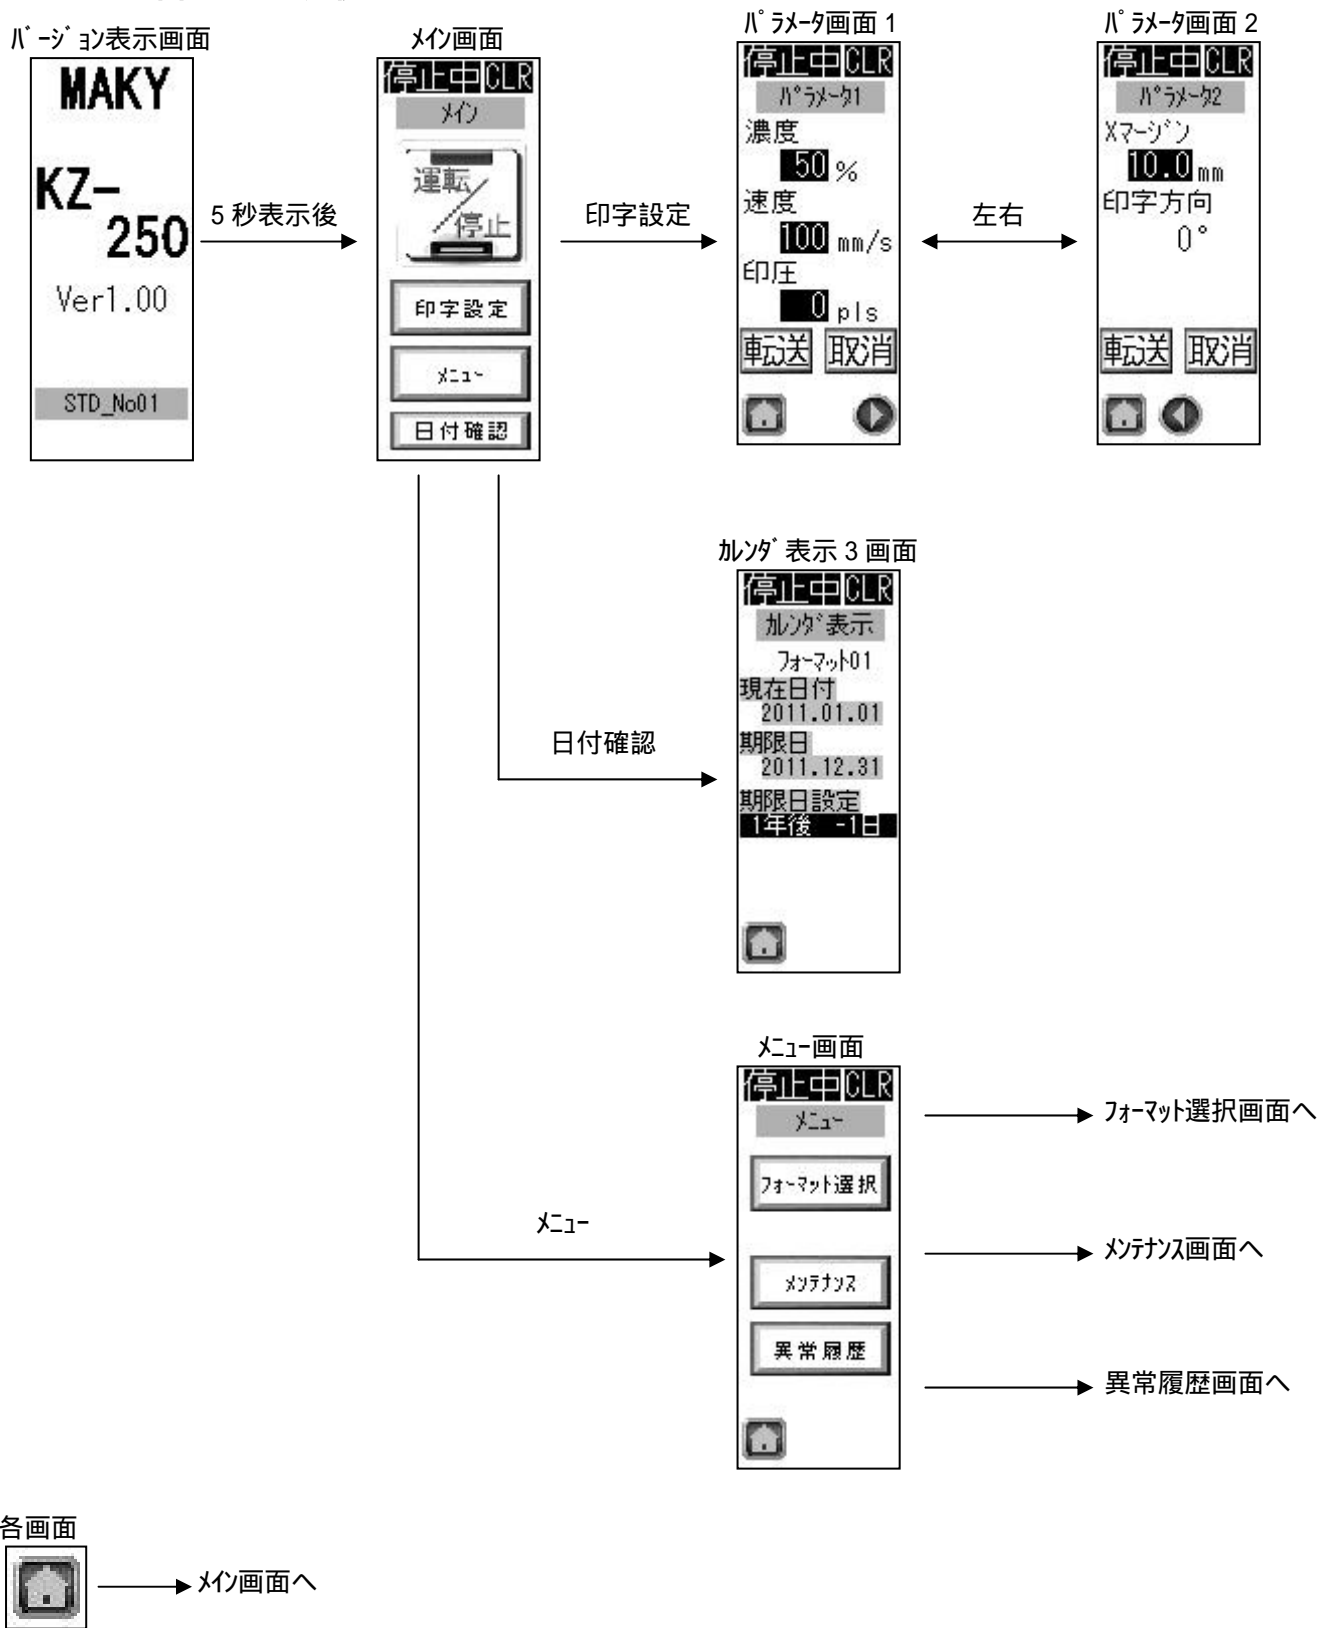 ﾊﾞｰｼﾞｮﾝ表示画面
MAKY
KZ-
250
Ver1.00
STD_No01
5 秒表示後
ﾒｲﾝ画面
停止中CLR
ﾒｲﾝ
運転/
停止
印字設定
ﾒﾆｭｰ
日付確認
印字設定
ﾊﾟﾗﾒｰﾀ画面 1
停止中CLR
ﾊﾟﾗﾒｰﾀ1
濃度
50 %
速度
100 mm/s
印圧
0 pls
転送 取消
左右
ﾊﾟﾗﾒｰﾀ画面 2
停止中CLR
ﾊﾟﾗﾒｰﾀ2
Xﾏｰｼﾞﾝ
10.0 mm
印字方向
0°
転送 取消
日付確認
ｶﾚﾝﾀﾞ表示 3 画面
停止中CLR
ｶﾚﾝﾀﾞ表示
ﾌｫｰﾏｯﾄ01
現在日付
2011.01.01
期限日
2011.12.31
期限日設定
1年後 -1日
ﾒﾆｭｰ
ﾒﾆｭｰ画面
停止中CLR
ﾒﾆｭｰ
ﾌｫｰﾏｯﾄ選択
ﾒﾝﾃﾅﾝｽ
異常履歴
ﾌｫｰﾏｯﾄ選択画面へ
ﾒﾝﾃﾅﾝｽ画面へ
異常履歴画面へ
各画面
ﾒｲﾝ画面へ